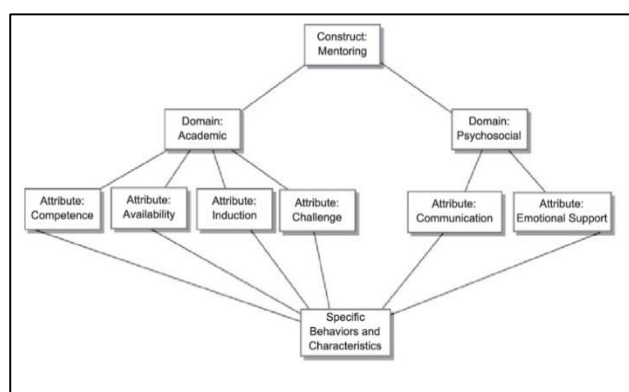 Construct:
Mentoring
Domain:
Academic
Domain:
Psychosocial
Attribute:
Competence
Attribute:
Availability
Attribute:
Induction
Attribute:
Challenge
Attribute:
Communication
Attribute:
Emotional Support
Specific
Behaviors and
Characteristics